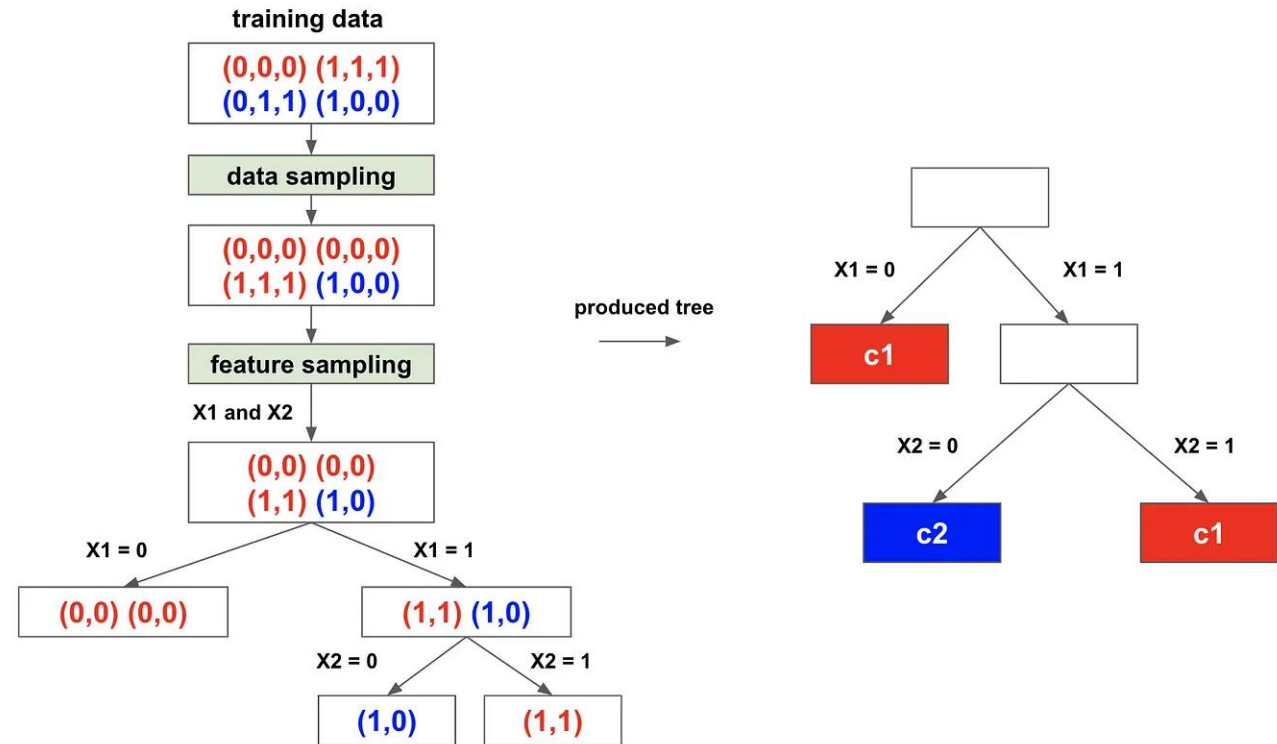 training data
(0,0,0) (1,1,1)
(0,1,1) (1,0,0)
data sampling
(0,0,0) (0,0,0)
(1,1,1) (1,0,0)
feature sampling
X1 and X2
(0,0) (0,0)
(1,1) (1,0)
X1 = 0
X1 = 1
(0,0) (0,0)
(1,1) (1,0)
X2 = 0
X2 = 1
(1,0)
(1,1)
produced tree
X1 = 0
X1 = 1
c1
X2 = 0
X2 = 1
c2
c1